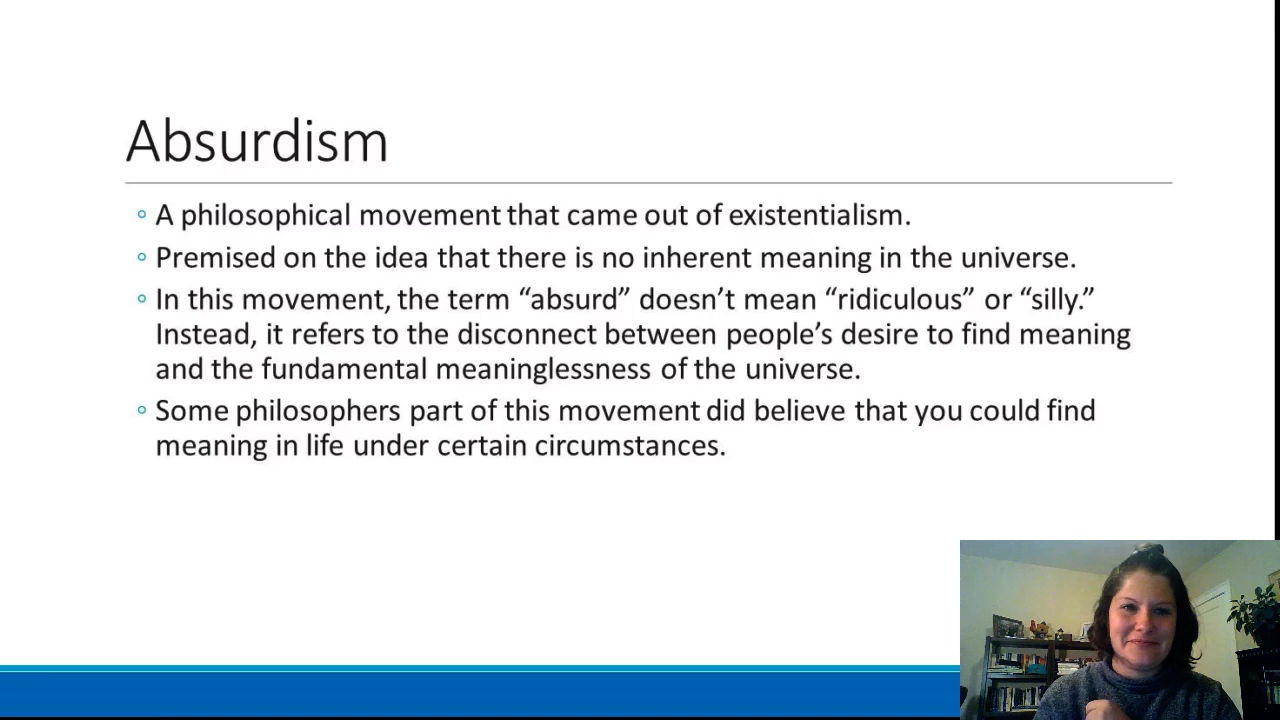 Absurdism
◦ A philosophical movement that came out of existentialism.
◦ Premised on the idea that there is no inherent meaning in the universe.
◦ In this movement, the term “absurd” doesn’t mean “ridiculous” or “silly.”
Instead, it refers to the disconnect between people’s desire to find meaning
and the fundamental meaninglessness of the universe.
◦ Some philosophers part of this movement did believe that you could find
meaning in life under certain circumstances.